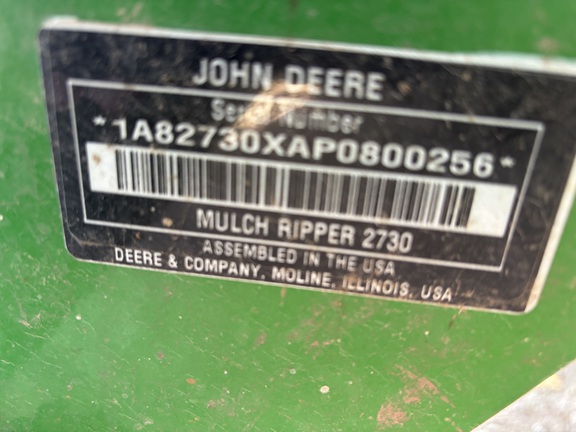 JOHN DEERE
Serial Number
*1A82730XAP0800256*
MULCH RIPPER 2730
ASSEMBLED IN THE USA
DEERE & COMPANY, MOLINE, ILLINOIS, USA